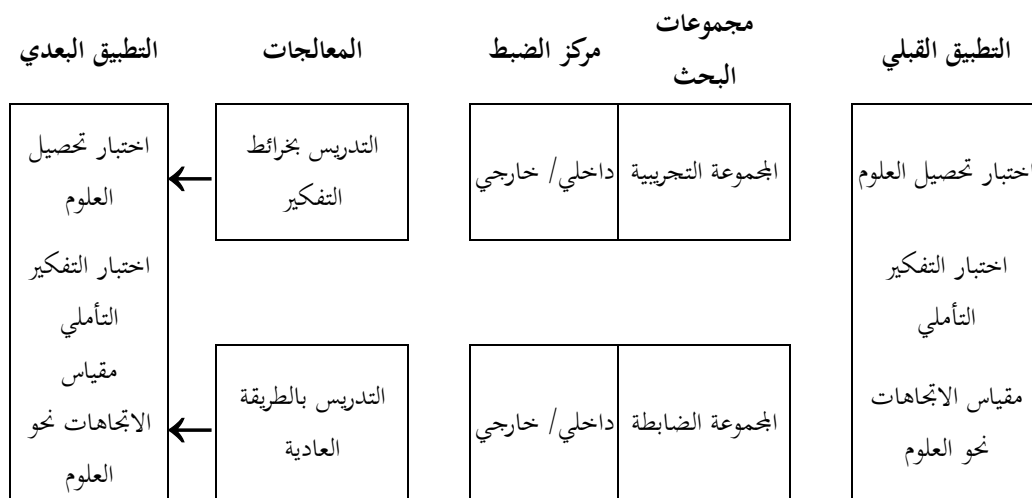 التطبيق القبلي
مجموعات
البحث
مركز الضبط
المعالجات
التطبيق البعدي
اختبار تحصيل العلوم
اختبار التفكير
التأملي
مقياس الاتجاهات
نحو العلوم
المجموعة التجريبية
داخلي/ خارجي
التدريس بخرائط
التفكير
المجموعة الضابطة
داخلي/ خارجي
التدريس بالطريقة
العادية
اختبار تحصيل
العلوم
اختبار التفكير
التأملي
مقياس
الاتجاهات نحو
العلوم